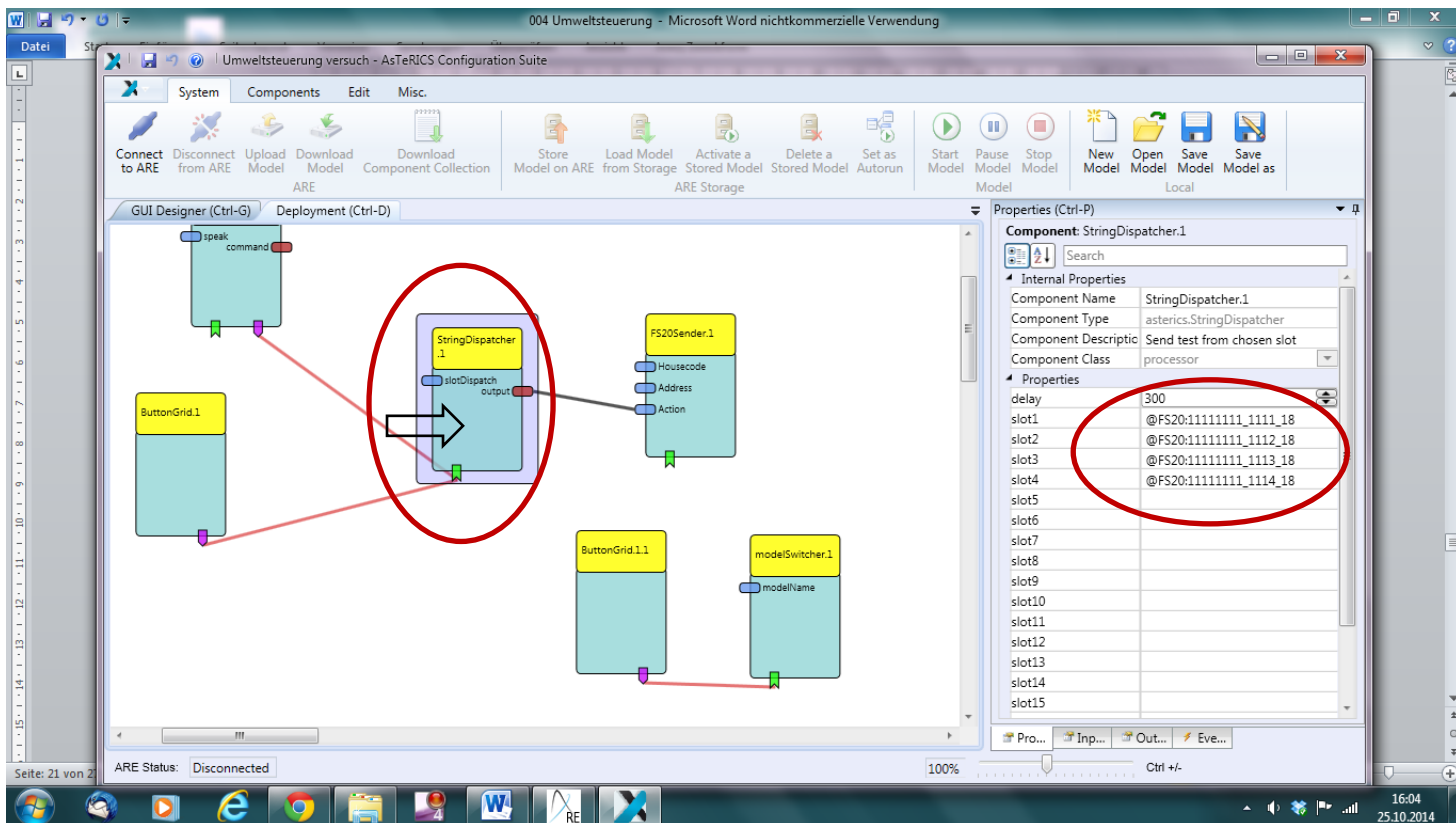 004 Umweltsteuerung - Microsoft Word nichtkommerzielle Verwendung
Datei
Umweltsteuerung versuch - AsTeRICS Configuration Suite
System Components Edit Misc.
Connect to ARE
Disconnect from ARE
Upload Model
Download Model
Download Component Collection
Store Model on ARE
Load Model from Storage
Activate a Stored Model
Delete a Stored Model
Set as Autorun
Start Model
Pause Model
Stop Model
New Model
Open Model
Save Model
Save Model as
ARE
ARE Storage
Model
Local
GUI Designer (Ctrl-G) Deployment (Ctrl-D)
speak
command
StringDispatcher
.1
slotDispatch
output
FS20Sender.1
Housecode
Address
Action
ButtonGrid.1
ButtonGrid.1.1
modelSwitcher.1
modelName
Properties (Ctrl-P)
Component: StringDispatcher.1
Search
Internal Properties
Component Name StringDispatcher.1
Component Type asterics.StringDispatcher
Component Descriptic Send test from chosen slot
Component Class processor
Properties
delay 300
slot1 @FS20:11111111_1111_18
slot2 @FS20:11111111_1112_18
slot3 @FS20:11111111_1113_18
slot4 @FS20:11111111_1114_18
slot5
slot6
slot7
slot8
slot9
slot10
slot11
slot12
slot13
slot14
slot15
Pro... Inp... Out... Eve...
ARE Status: Disconnected
100%
Ctrl +/-
Seite: 21 von 2
4
RE
16:04
25.10.2014